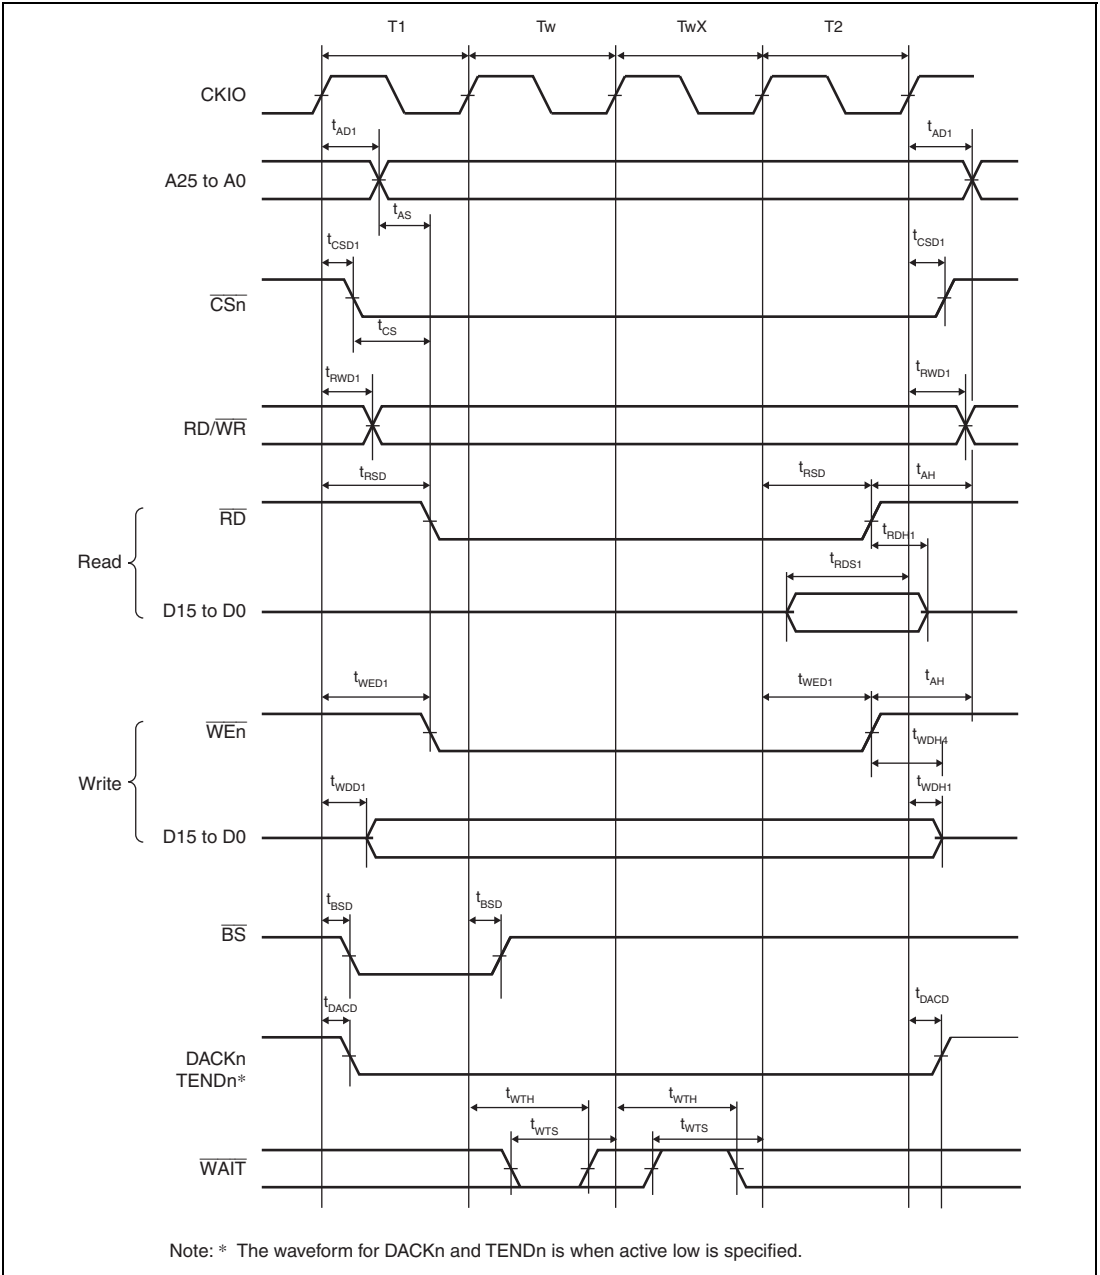 T1 Tw TwX T2
CKIO
tAD1 tAD1
A25 to A0
tAS
tCSD1 tCSD1
CSn
tCS
tRWD1 tRWD1
RD/WR
tRSD tRSD tAH
RD
tRDH1
Read
tRDS1
D15 to D0
tWED1 tWED1 tAH
WEn
tWDH4
Write
tWDD1 tWDH1
D15 to D0
tBSD tBSD
BS
tDACD tDACD
DACKn
TENDn*
tWTH tWTH
tWTS tWTS
WAIT
Note: * The waveform for DACKn and TENDn is when active low is specified.